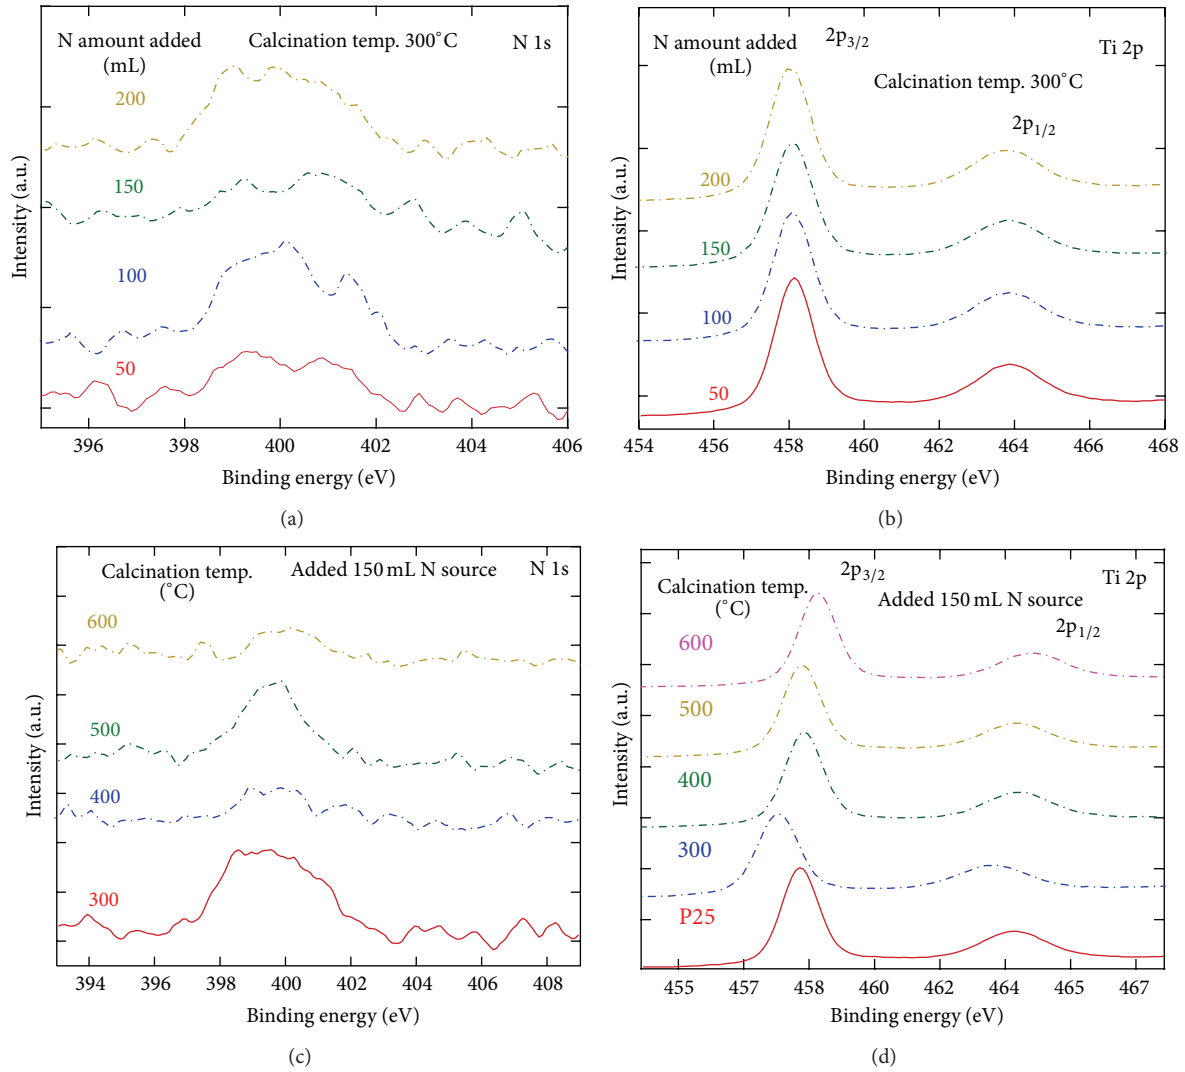 N amount added
(mL)
Calcination temp. 300°C
N 1s
200
150
100
50
Intensity (a.u.)
396 398 400 402 404 406
Binding energy (eV)
(a)
N amount added
(mL)
2p3/2
Ti 2p
Calcination temp. 300°C
2p1/2
200
150
100
50
Intensity (a.u.)
454 456 458 460 462 464 466 468
Binding energy (eV)
(b)
Calcination temp.
(°C)
Added 150 mL N source
N 1s
600
500
400
300
Intensity (a.u.)
394 396 398 400 402 404 406 408
Binding energy (eV)
(c)
Calcination temp.
(°C)
2p3/2
Ti 2p
Added 150 mL N source
2p1/2
600
500
400
300
P25
Intensity (a.u.)
455 457 458 460 462 464 465 467
Binding energy (eV)
(d)